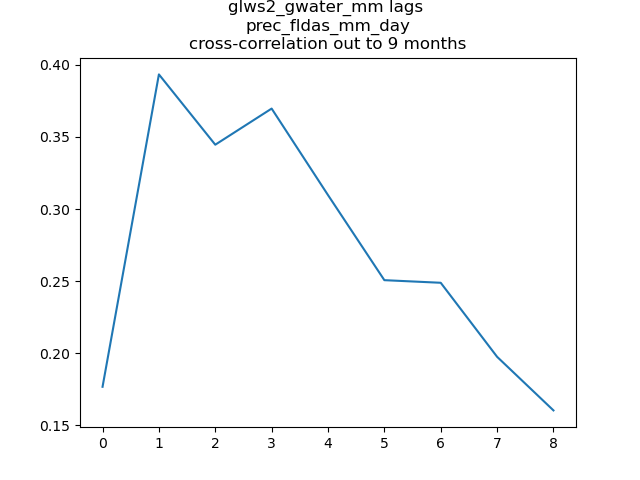 glws2_gwater_mm lags
prec_fldas_mm_day
cross-correlation out to 9 months
0.40
0.35
0.30
0.25
0.20
0.15
0 1 2 3 4 5 6 7 8